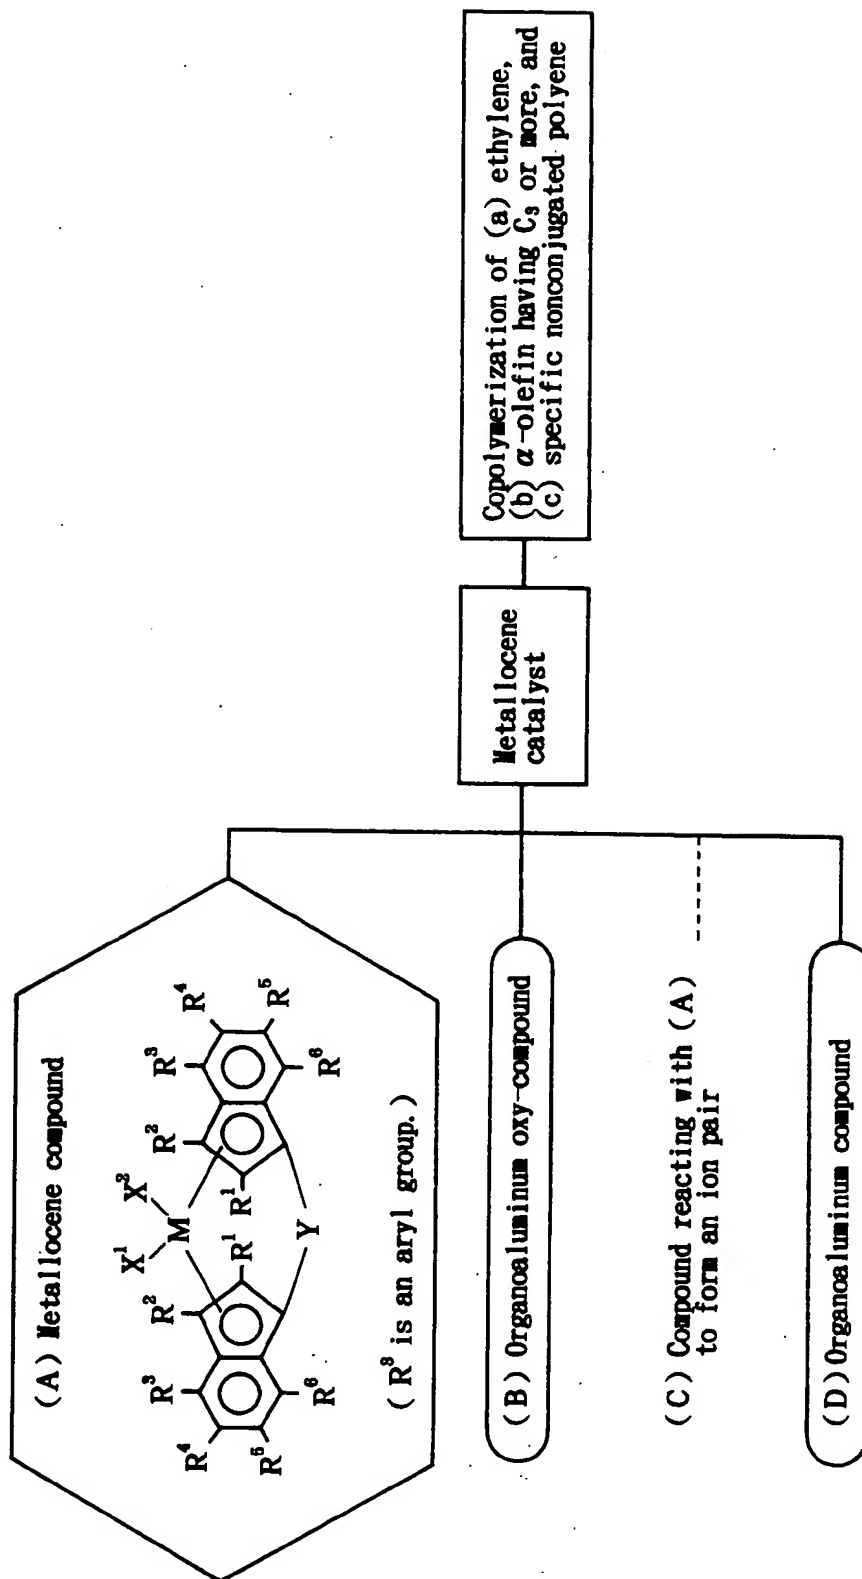 (A) Metallocene compound
X¹ X²
M
R² R²
R³ R³
R⁴ R⁴
R¹ R¹
R⁵ R⁵
R⁶ R⁶
Y
(R³ is an aryl group.)
(B) Organoaluminum oxy-compound
(C) Compound reacting with (A)
to form an ion pair
(D) Organoaluminum compound
Metallocene
catalyst
Copolymerization of (a) ethylene,
(b) α-olefin having C₃ or more, and
(c) specific nonconjugated polyene